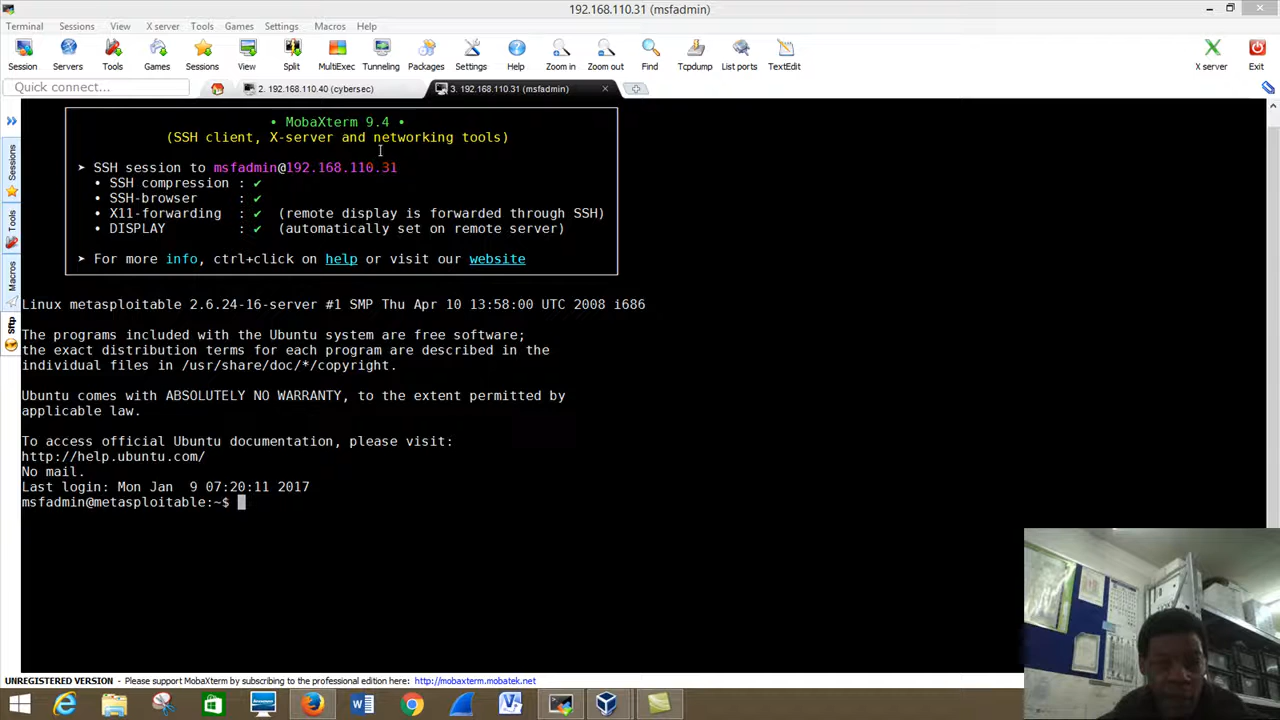 192.168.110.31 (msfadmin)
Terminal Sessions View X server Tools Games Settings Macros Help
Session Servers Tools Games Sessions View Split MultiExec Tunneling Packages Settings Help Zoom in Zoom out Find Tcpdump List ports TextEdit X server Exit
Quick connect...
2. 192.168.110.40 (cybersec)
3. 192.168.110.31 (msfadmin)
Sessions
Tools
Macros
Sftp
• MobaXterm 9.4 •
(SSH client, X-server and networking tools)
➤ SSH session to msfadmin@192.168.110.31
• SSH compression : ✔
• SSH-browser : ✔
• X11-forwarding : ✔ (remote display is forwarded through SSH)
• DISPLAY : ✔ (automatically set on remote server)
➤ For more info, ctrl+click on help or visit our website
Linux metasploitable 2.6.24-16-server #1 SMP Thu Apr 10 13:58:00 UTC 2008 i686
The programs included with the Ubuntu system are free software;
the exact distribution terms for each program are described in the
individual files in /usr/share/doc/*/copyright.
Ubuntu comes with ABSOLUTELY NO WARRANTY, to the extent permitted by
applicable law.
To access official Ubuntu documentation, please visit:
http://help.ubuntu.com/
No mail.
Last login: Mon Jan  9 07:20:11 2017
msfadmin@metasploitable:~$
UNREGISTERED VERSION - Please support MobaXterm by subscribing to the professional edition here: http://mobaxterm.mobatek.net